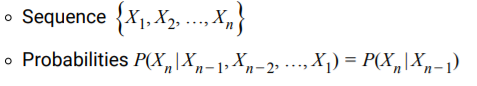 ○ Sequence {X₁, X₂, ..., Xₙ}
○ Probabilities P(Xₙ|Xₙ₋₁, Xₙ₋₂, ..., X₁) = P(Xₙ|Xₙ₋₁)